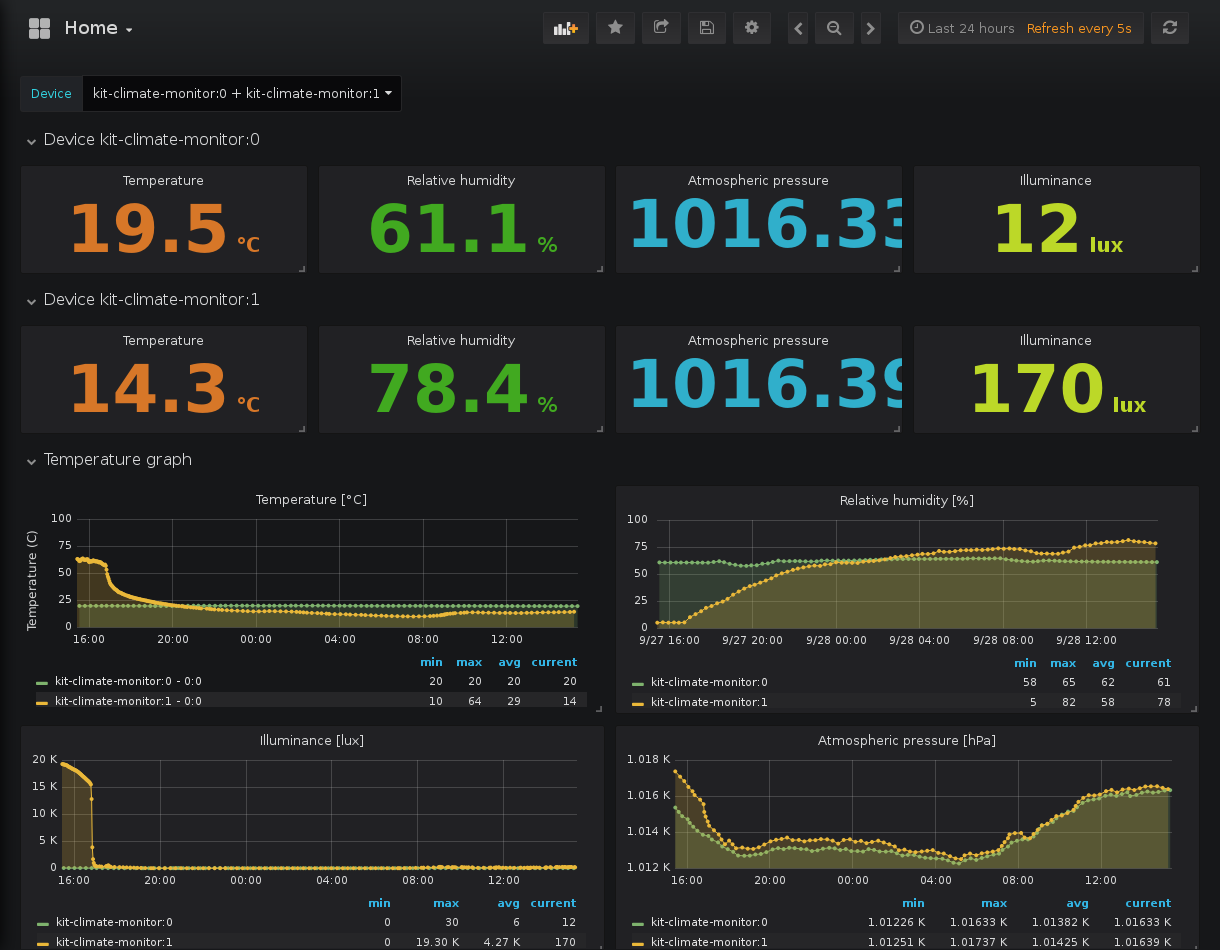 Home
Last 24 hours Refresh every 5s
Device kit-climate-monitor:0 + kit-climate-monitor:1
Device kit-climate-monitor:0
Temperature Relative humidity Atmospheric pressure Illuminance
19.5 °C 61.1 % 1016.33 12 lux
Device kit-climate-monitor:1
Temperature Relative humidity Atmospheric pressure Illuminance
14.3 °C 78.4 % 1016.39 170 lux
Temperature graph
Temperature [°C]
Temperature (C)
100
75
50
25
0
16:00 20:00 00:00 04:00 08:00 12:00
min max avg current
kit-climate-monitor:0 - 0:0 20 20 20 20
kit-climate-monitor:1 - 0:0 10 64 29 14
Relative humidity [%]
100
75
50
25
0
9/27 16:00 9/27 20:00 9/28 00:00 9/28 04:00 9/28 08:00 9/28 12:00
min max avg current
kit-climate-monitor:0 58 65 62 61
kit-climate-monitor:1 5 82 58 78
Illuminance [lux]
20 K
15 K
10 K
5 K
0
16:00 20:00 00:00 04:00 08:00 12:00
min max avg current
kit-climate-monitor:0 0 30 6 12
kit-climate-monitor:1 0 19.30 K 4.27 K 170
Atmospheric pressure [hPa]
1.018 K
1.016 K
1.014 K
1.012 K
16:00 20:00 00:00 04:00 08:00 12:00
min max avg current
kit-climate-monitor:0 1.01226 K 1.01633 K 1.01382 K 1.01633 K
kit-climate-monitor:1 1.01251 K 1.01737 K 1.01425 K 1.01639 K